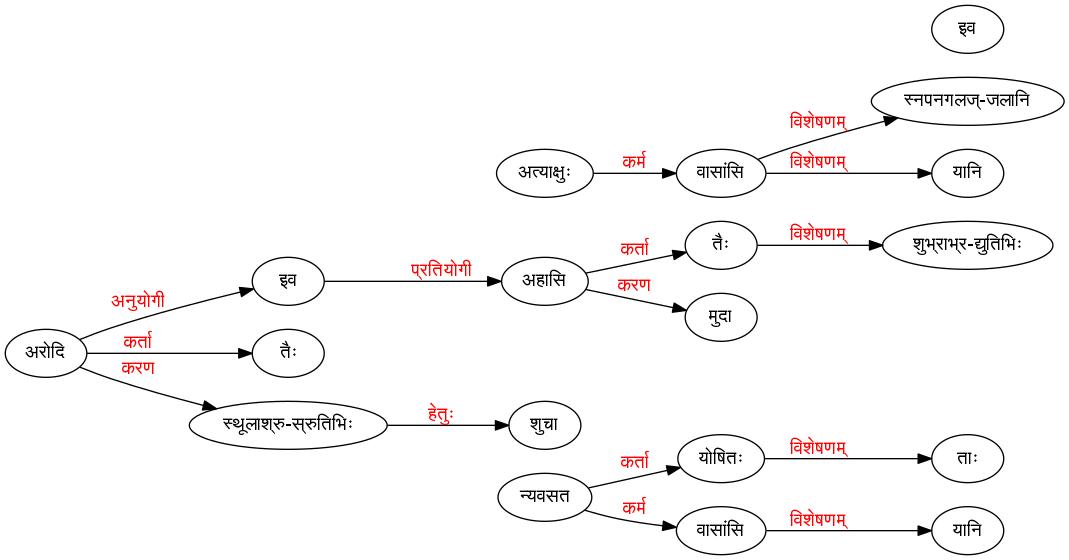 इव
स्नपनगलज्-जलानि
विशेषणम्
अत्याक्षुः कर्म वासांसि विशेषणम् यानि
तैः विशेषणम् शुभ्राभ्र-द्युतिभिः
कर्ता
इव प्रतियोगी अहासि
करण
अनुयोगी
मुदा
अरोदि कर्ता तैः
करण
स्थूलाश्रु-स्रुतिभिः हेतुः शुचा
योषितः विशेषणम् ताः
कर्ता
न्यवसत
कर्म
वासांसि विशेषणम् यानि